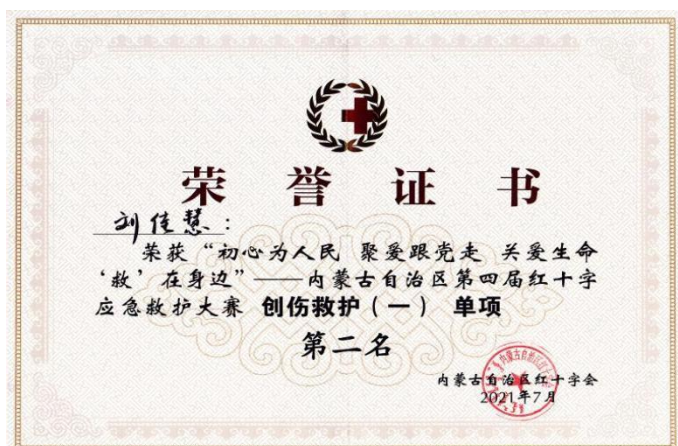 荣誉证书
刘佳慧：
荣获“初心为人民 聚爱跟党走 关爱生命
‘救’在身边”——内蒙古自治区第四届红十字
应急救护大赛 创伤救护（一） 单项
第二名
内蒙古自治区红十字会
2021年7月